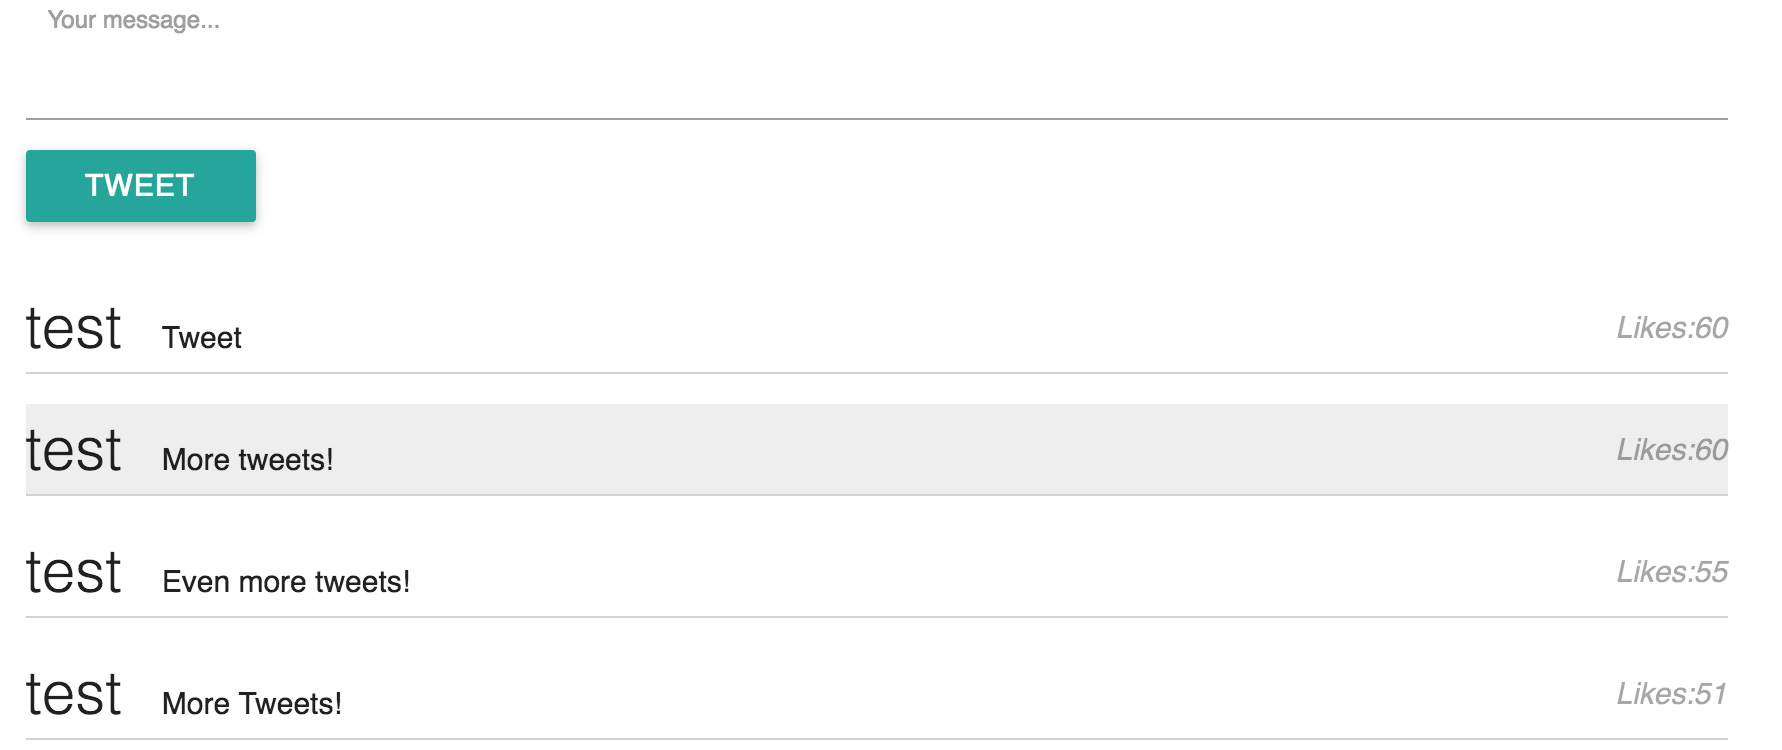 Your message...
TWEET
test Tweet Likes:60
test More tweets! Likes:60
test Even more tweets! Likes:55
test More Tweets! Likes:51